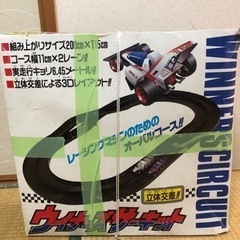 ■組み上がりサイズ200cm×115cm
■コース幅11cm×2レーン!!
■実走行キョリ6.45メートル!!
■立体交差による3Dレイアウト!!
WINNER'S CIRCUIT
レーシングマシンのための
オーバルコース!!
立体交差!!
ウイナーズサーキット